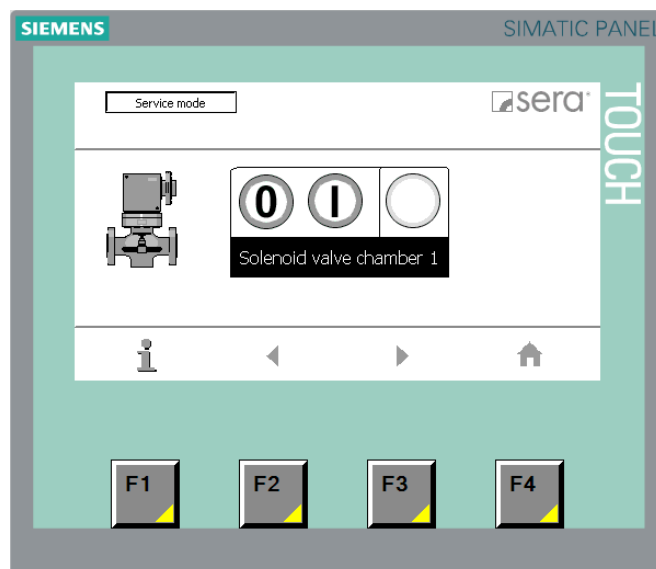 SIEMENS
SIMATIC PANEL
Service mode
sera
TOUCH
0 I
Solenoid valve chamber 1
i
F1 F2 F3 F4